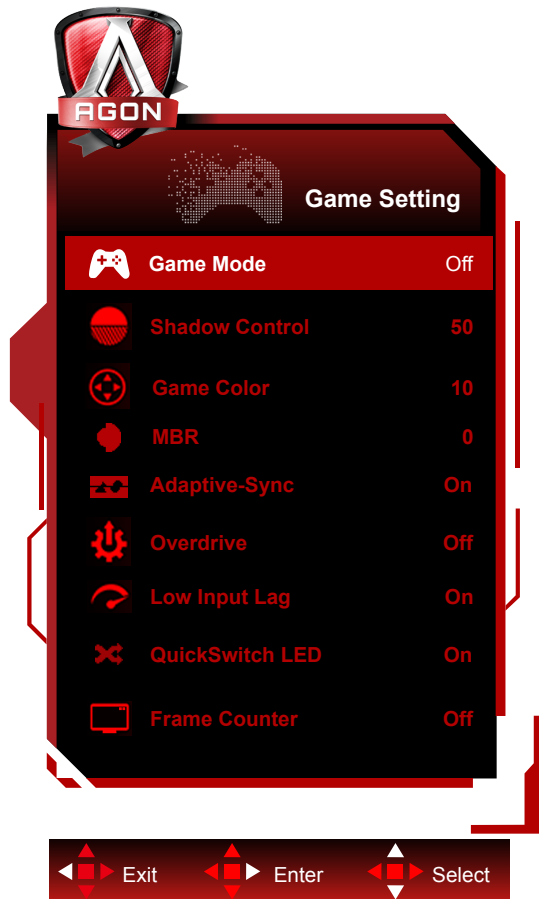 AGON
Game Setting
Game Mode Off
Shadow Control 50
Game Color 10
MBR 0
Adaptive-Sync On
Overdrive Off
Low Input Lag On
QuickSwitch LED On
Frame Counter Off
Exit Enter Select